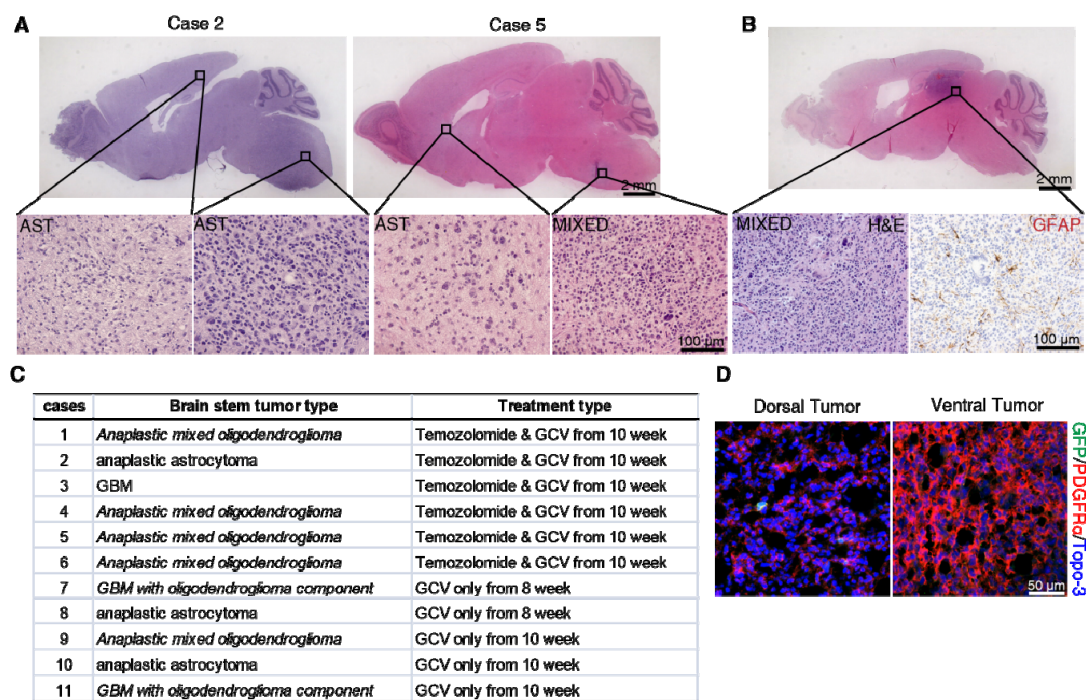 A
Case 2
Case 5
B
2 mm
2 mm
AST
AST
AST
MIXED
100 µm
MIXED
H&E
GFAP
100 µm
C
cases Brain stem tumor type Treatment type
1 Anaplastic mixed oligodendroglioma Temozolomide & GCV from 10 week
2 anaplastic astrocytoma Temozolomide & GCV from 10 week
3 GBM Temozolomide & GCV from 10 week
4 Anaplastic mixed oligodendroglioma Temozolomide & GCV from 10 week
5 Anaplastic mixed oligodendroglioma Temozolomide & GCV from 10 week
6 Anaplastic mixed oligodendroglioma Temozolomide & GCV from 10 week
7 GBM with oligodendroglioma component GCV only from 8 week
8 anaplastic astrocytoma GCV only from 8 week
9 Anaplastic mixed oligodendroglioma GCV only from 10 week
10 anaplastic astrocytoma GCV only from 10 week
11 GBM with oligodendroglioma component GCV only from 10 week
D
Dorsal Tumor
Ventral Tumor
GFP/PDGFRα/Topo-3
50 µm